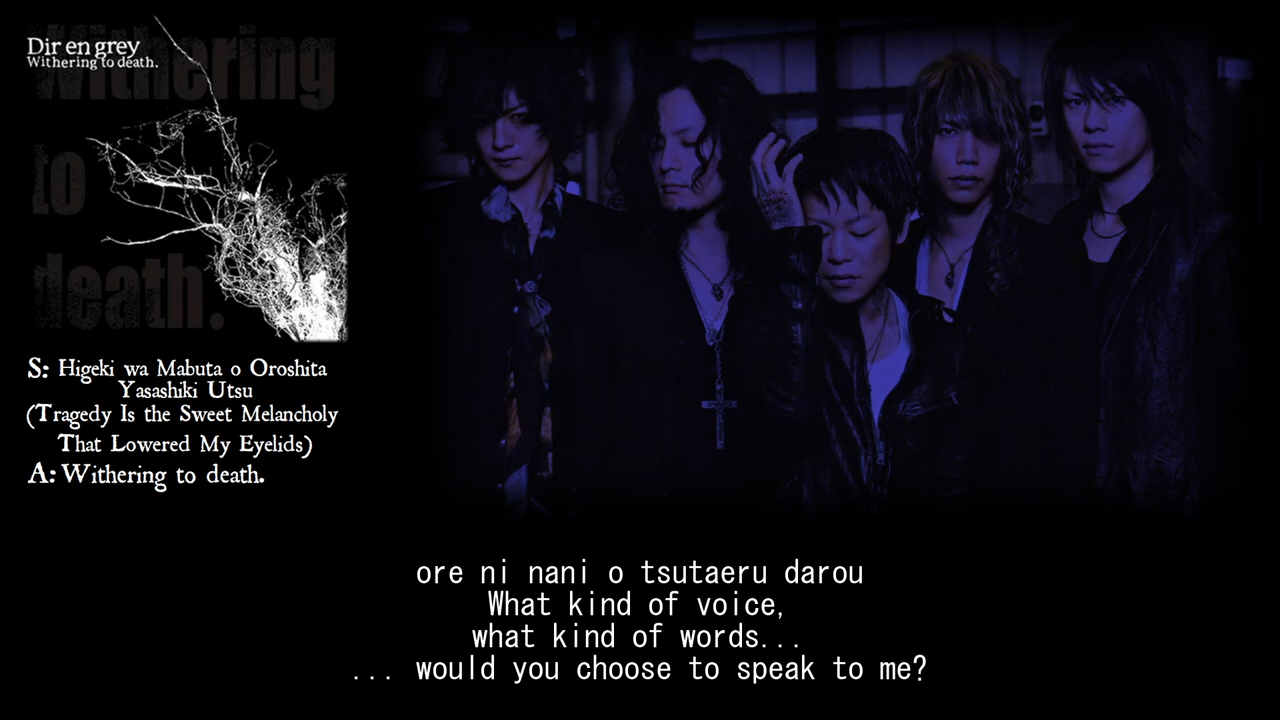 Dir en grey
Withering to death.
Withering
to
death.
S: Higeki wa Mabuta o Oroshita
Yasashiki Utsu
(Tragedy Is the Sweet Melancholy
That Lowered My Eyelids)
A: Withering to death.
ore ni nani o tsutaeru darou
What kind of voice,
what kind of words...
... would you choose to speak to me?